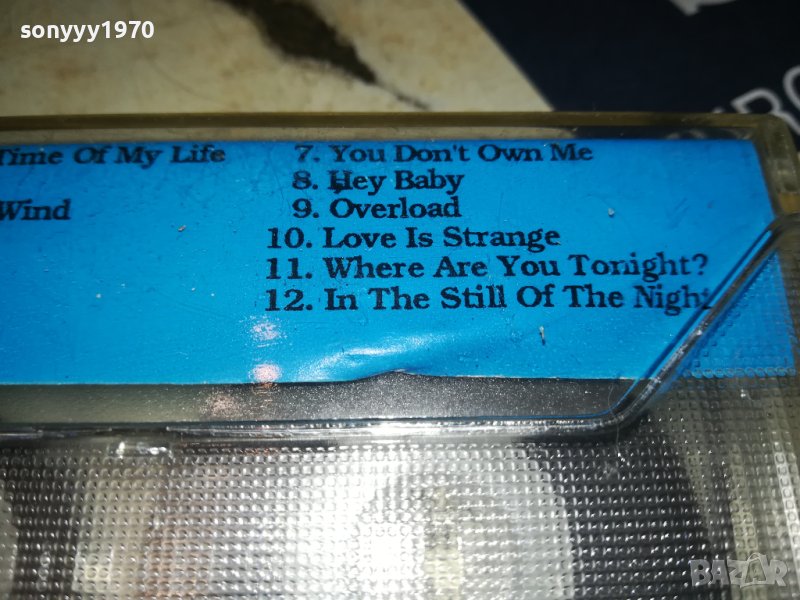 sonyyy1970
Time Of My Life
Wind
7. You Don't Own Me
8. Hey Baby
9. Overload
10. Love Is Strange
11. Where Are You Tonight?
12. In The Still Of The Night
BAZAR